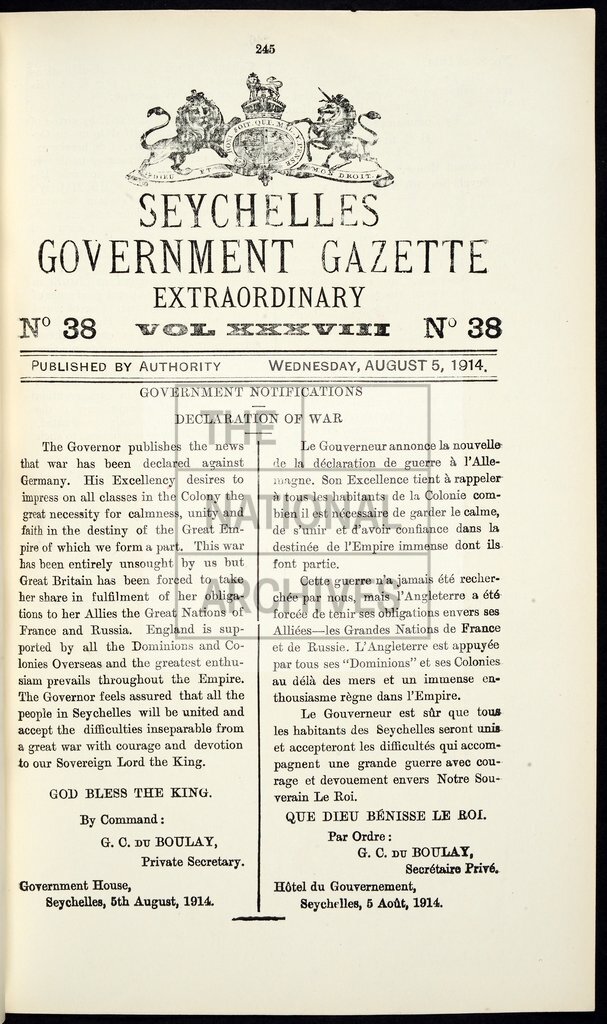 245
DIEU ET MON DROIT
SEYCHELLES
GOVERNMENT GAZETTE
EXTRAORDINARY
Nº 38 VOL XXXVIII Nº 38
PUBLISHED BY AUTHORITY WEDNESDAY, AUGUST 5, 1914.
GOVERNMENT NOTIFICATIONS
DECLARATION OF WAR
The Governor publishes the news
that war has been declared against
Germany. His Excellency desires to
impress on all classes in the Colony the
great necessity for calmness, unity and
faith in the destiny of the Great Em-
pire of which we form a part. This war
has been entirely unsought by us but
Great Britain has been forced to take
her share in fulfilment of her obliga-
tions to her Allies the Great Nations of
France and Russia. England is sup-
ported by all the Dominions and Co-
lonies Overseas and the greatest enthu-
siam prevails throughout the Empire.
The Governor feels assured that all the
people in Seychelles will be united and
accept the difficulties inseparable from
a great war with courage and devotion
to our Sovereign Lord the King.
GOD BLESS THE KING.
By Command :
G. C. DU BOULAY,
Private Secretary.
Government House,
Seychelles, 5th August, 1914.
Le Gouverneur annonce la nouvelle
de la déclaration de guerre à l'Alle-
magne. Son Excellence tient à rappeler
à tous les habitants de la Colonie com-
bien il est nécessaire de garder le calme,
de s'unir et d'avoir confiance dans la
destinée de l'Empire immense dont ils
font partie.
Cette guerre n'a jamais été recher-
chée par nous, mais l'Angleterre a été
forcée de tenir ses obligations envers ses
Alliées—les Grandes Nations de France
et de Russie. L'Angleterre est appuyée
par tous ses "Dominions" et ses Colonies
au délà des mers et un immense en-
thousiasme règne dans l'Empire.
Le Gouverneur est sûr que tous
les habitants des Seychelles seront unis
et accepteront les difficultés qui accom-
pagnent une grande guerre avec cou-
rage et devouement envers Notre Sou-
verain Le Roi.
QUE DIEU BÉNISSE LE ROI.
Par Ordre :
G. C. DU BOULAY,
Secrétaire Privé.
Hôtel du Gouvernement,
Seychelles, 5 Août, 1914.
THE
NATIONAL
ARCHIVES